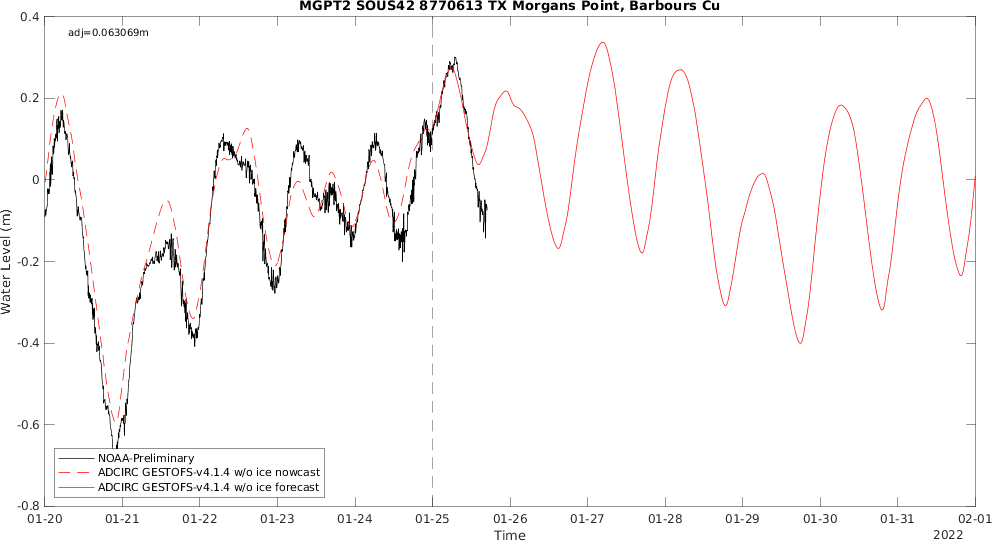 MGPT2 SOUS42 8770613 TX Morgans Point, Barbours Cu
adj=0.063069m
0.4
0.2
0
-0.2
-0.4
-0.6
-0.8
Water Level (m)
NOAA-Preliminary
ADCIRC GESTOFS-v4.1.4 w/o ice nowcast
ADCIRC GESTOFS-v4.1.4 w/o ice forecast
01-20 01-21 01-22 01-23 01-24 01-25 01-26 01-27 01-28 01-29 01-30 01-31 02-01
Time
2022